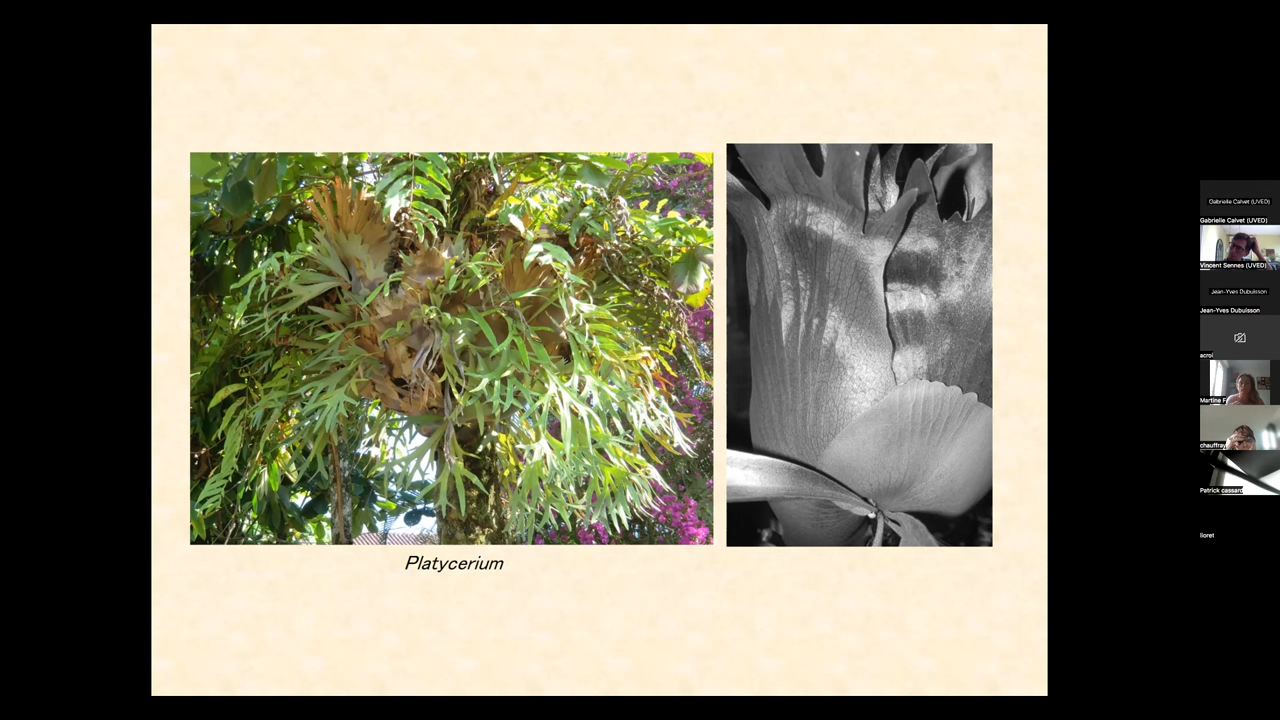 Platycerium
Gabrielle Calvet (UVED)
Gabrielle Calvet (UVED)
Vincent Sennes (UVED)
Jean-Yves Dubuisson
Jean-Yves Dubuisson
acrol
Martine F
chauffray
Patrick cassard
lloret